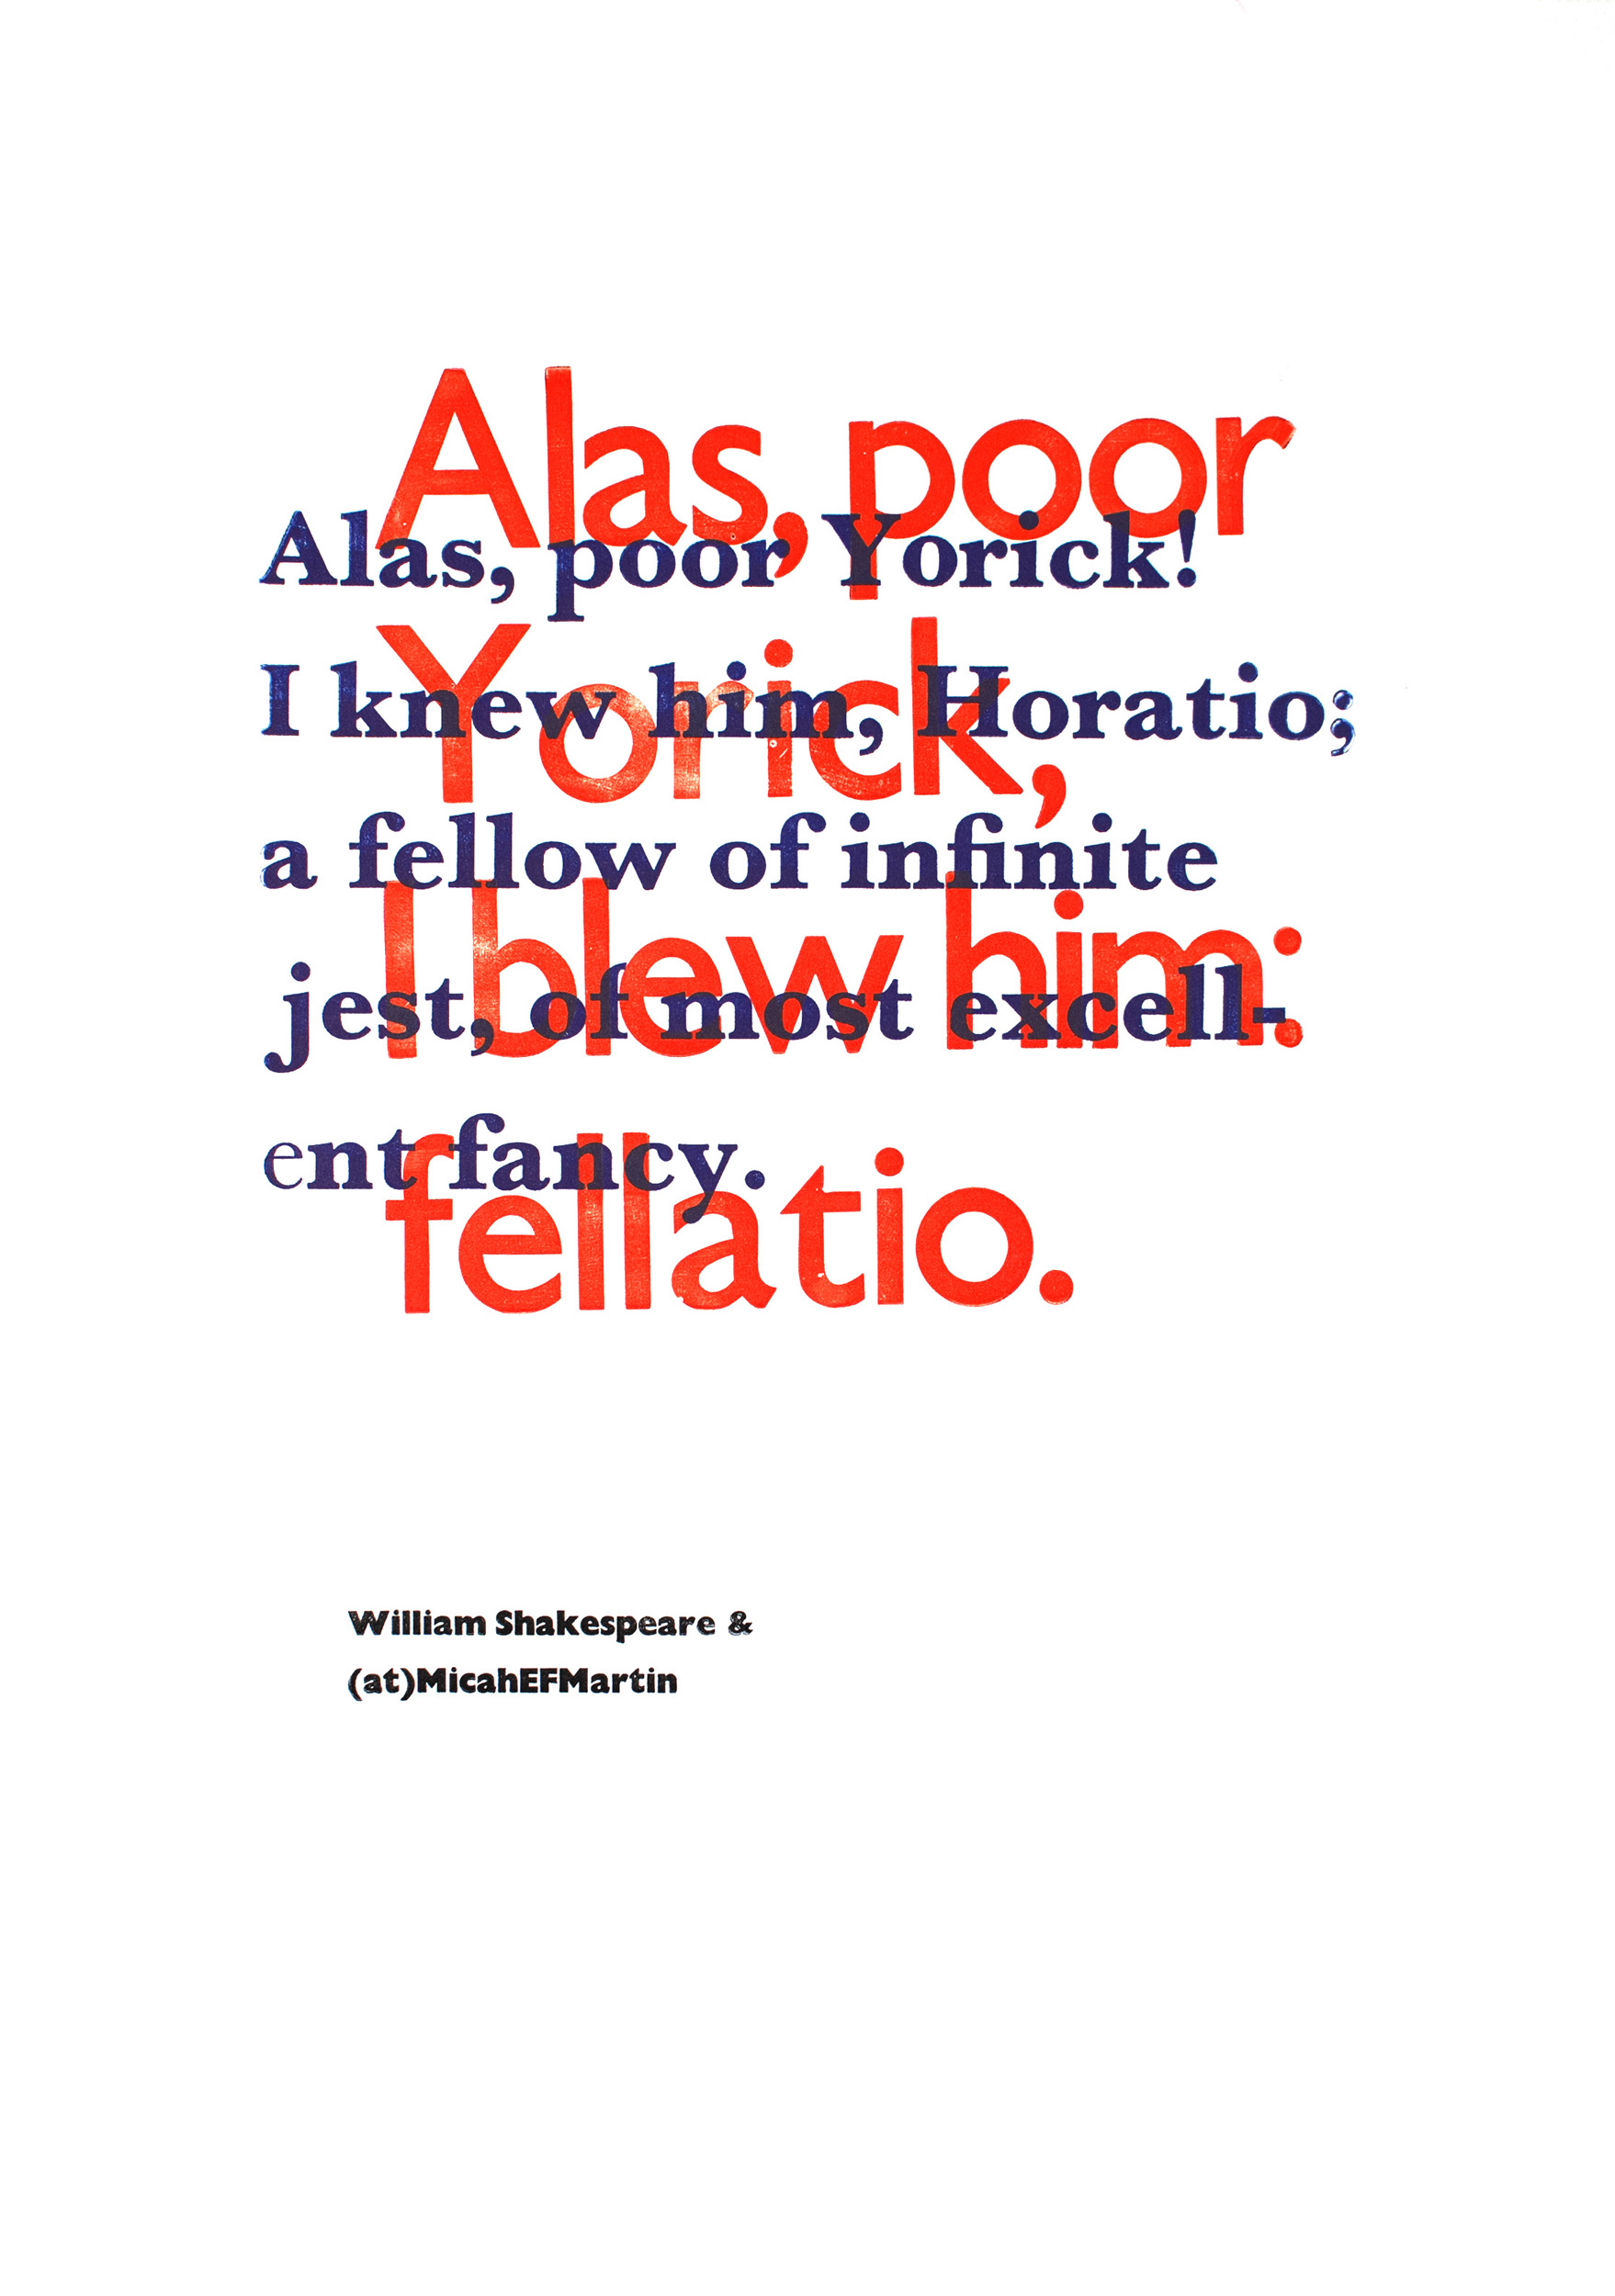 Alas, poor
Yorick,
I blew him:
fellatio.
Alas, poor Yorick!
I knew him, Horatio;
a fellow of infinite
jest, of most excell-
ent fancy.
William Shakespeare &
(at)MicahEFMartin